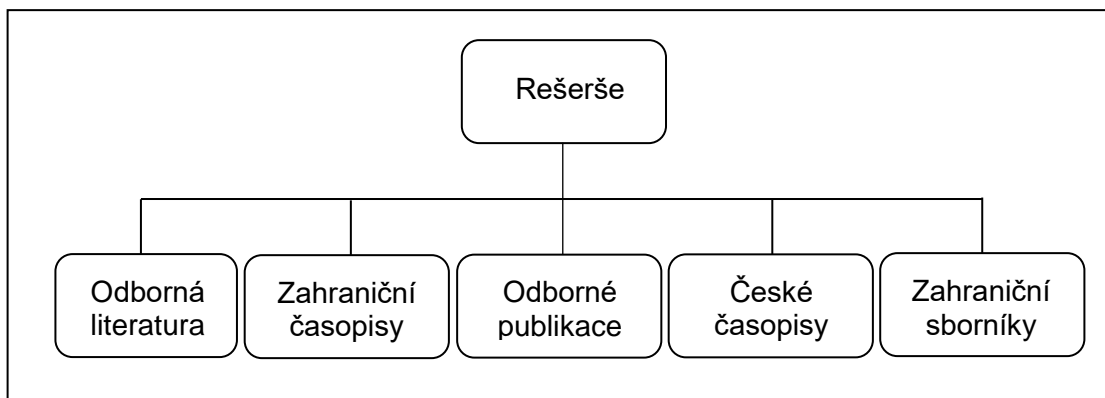 Rešerše
Odborná
literatura
Zahraniční
časopisy
Odborné
publikace
České
časopisy
Zahraniční
sborníky